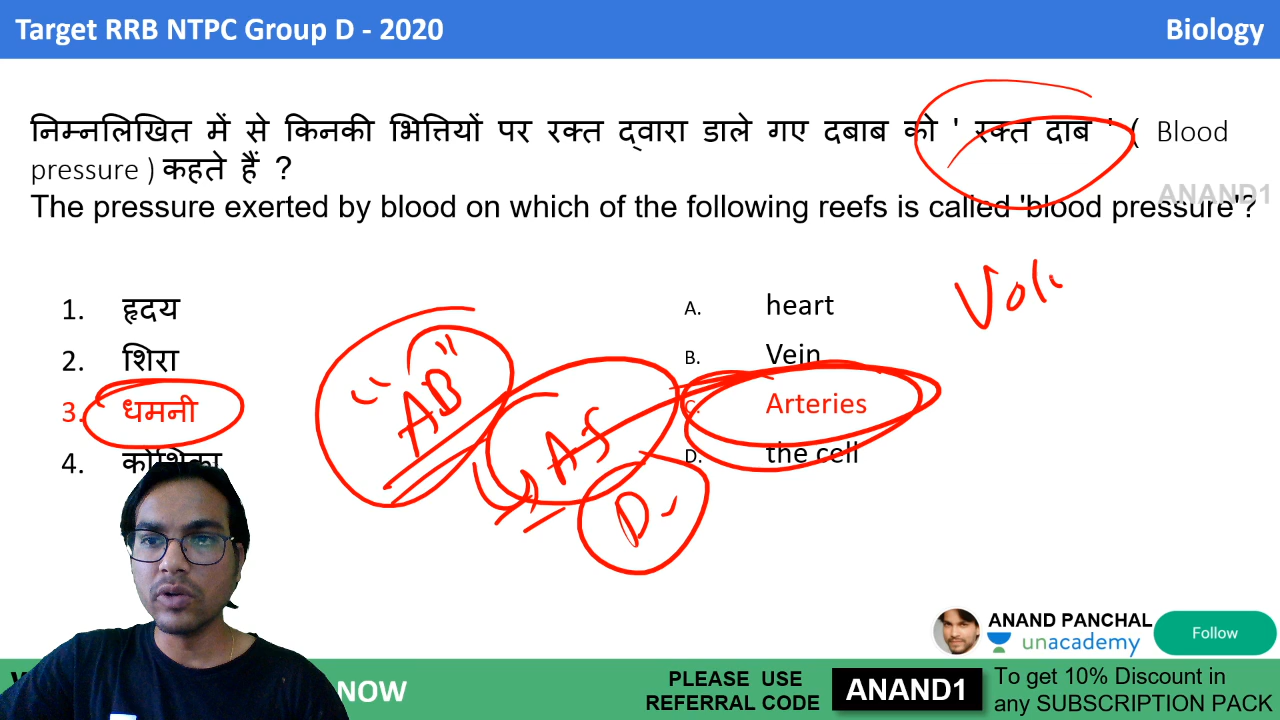 Target RRB NTPC Group D - 2020
Biology
निम्नलिखित में से किनकी भित्तियों पर रक्त द्वारा डाले गए दबाब को ' रक्त दाब ' ( Blood
pressure ) कहते हैं ?
ANAND1
The pressure exerted by blood on which of the following reefs is called 'blood pressure'?
1. हृदय
2. शिरा
3. धमनी
4. कोशिका
A. heart
B. Vein
C. Arteries
D. the cell
"AB"
Af
D-
ANAND PANCHAL
unacademy
Follow
NOW
PLEASE USE
REFERRAL CODE
ANAND1
To get 10% Discount in
any SUBSCRIPTION PACK